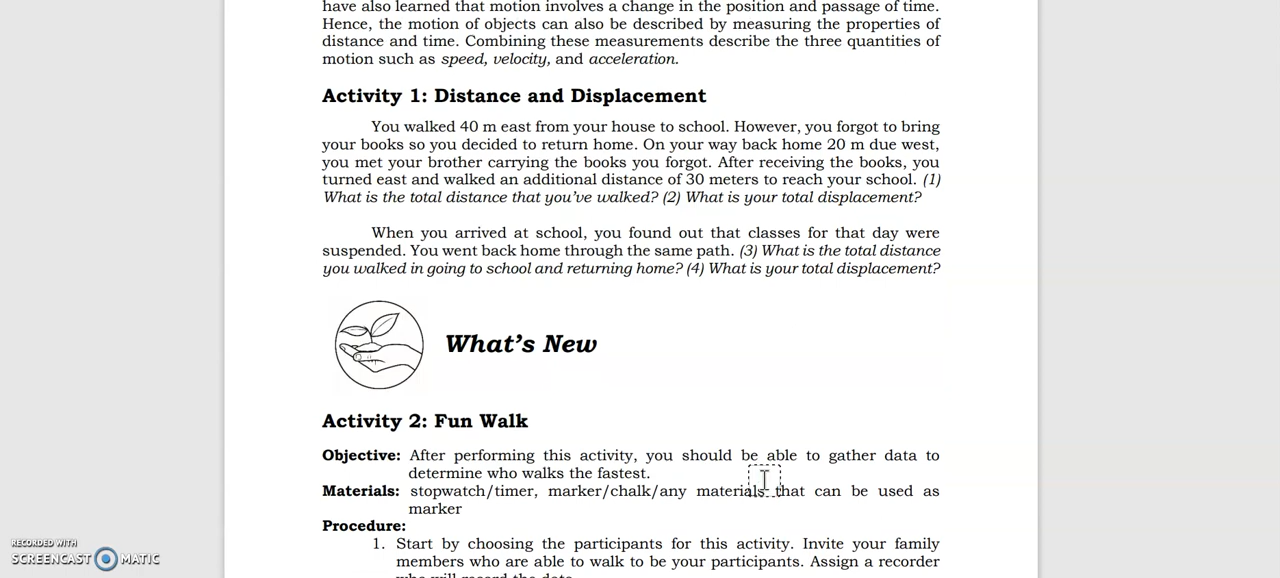 have also learned that motion involves a change in the position and passage of time.
Hence, the motion of objects can also be described by measuring the properties of
distance and time. Combining these measurements describe the three quantities of
motion such as speed, velocity, and acceleration.
Activity 1: Distance and Displacement
You walked 40 m east from your house to school. However, you forgot to bring
your books so you decided to return home. On your way back home 20 m due west,
you met your brother carrying the books you forgot. After receiving the books, you
turned east and walked an additional distance of 30 meters to reach your school. (1)
What is the total distance that you've walked? (2) What is your total displacement?
When you arrived at school, you found out that classes for that day were
suspended. You went back home through the same path. (3) What is the total distance
you walked in going to school and returning home? (4) What is your total displacement?
What's New
Activity 2: Fun Walk
Objective: After performing this activity, you should be able to gather data to
determine who walks the fastest.
Materials: stopwatch/timer, marker/chalk/any materials that can be used as
marker
Procedure:
1. Start by choosing the participants for this activity. Invite your family
members who are able to walk to be your participants. Assign a recorder
who will record the data
RECORDED WITH
SCREENCAST MATIC